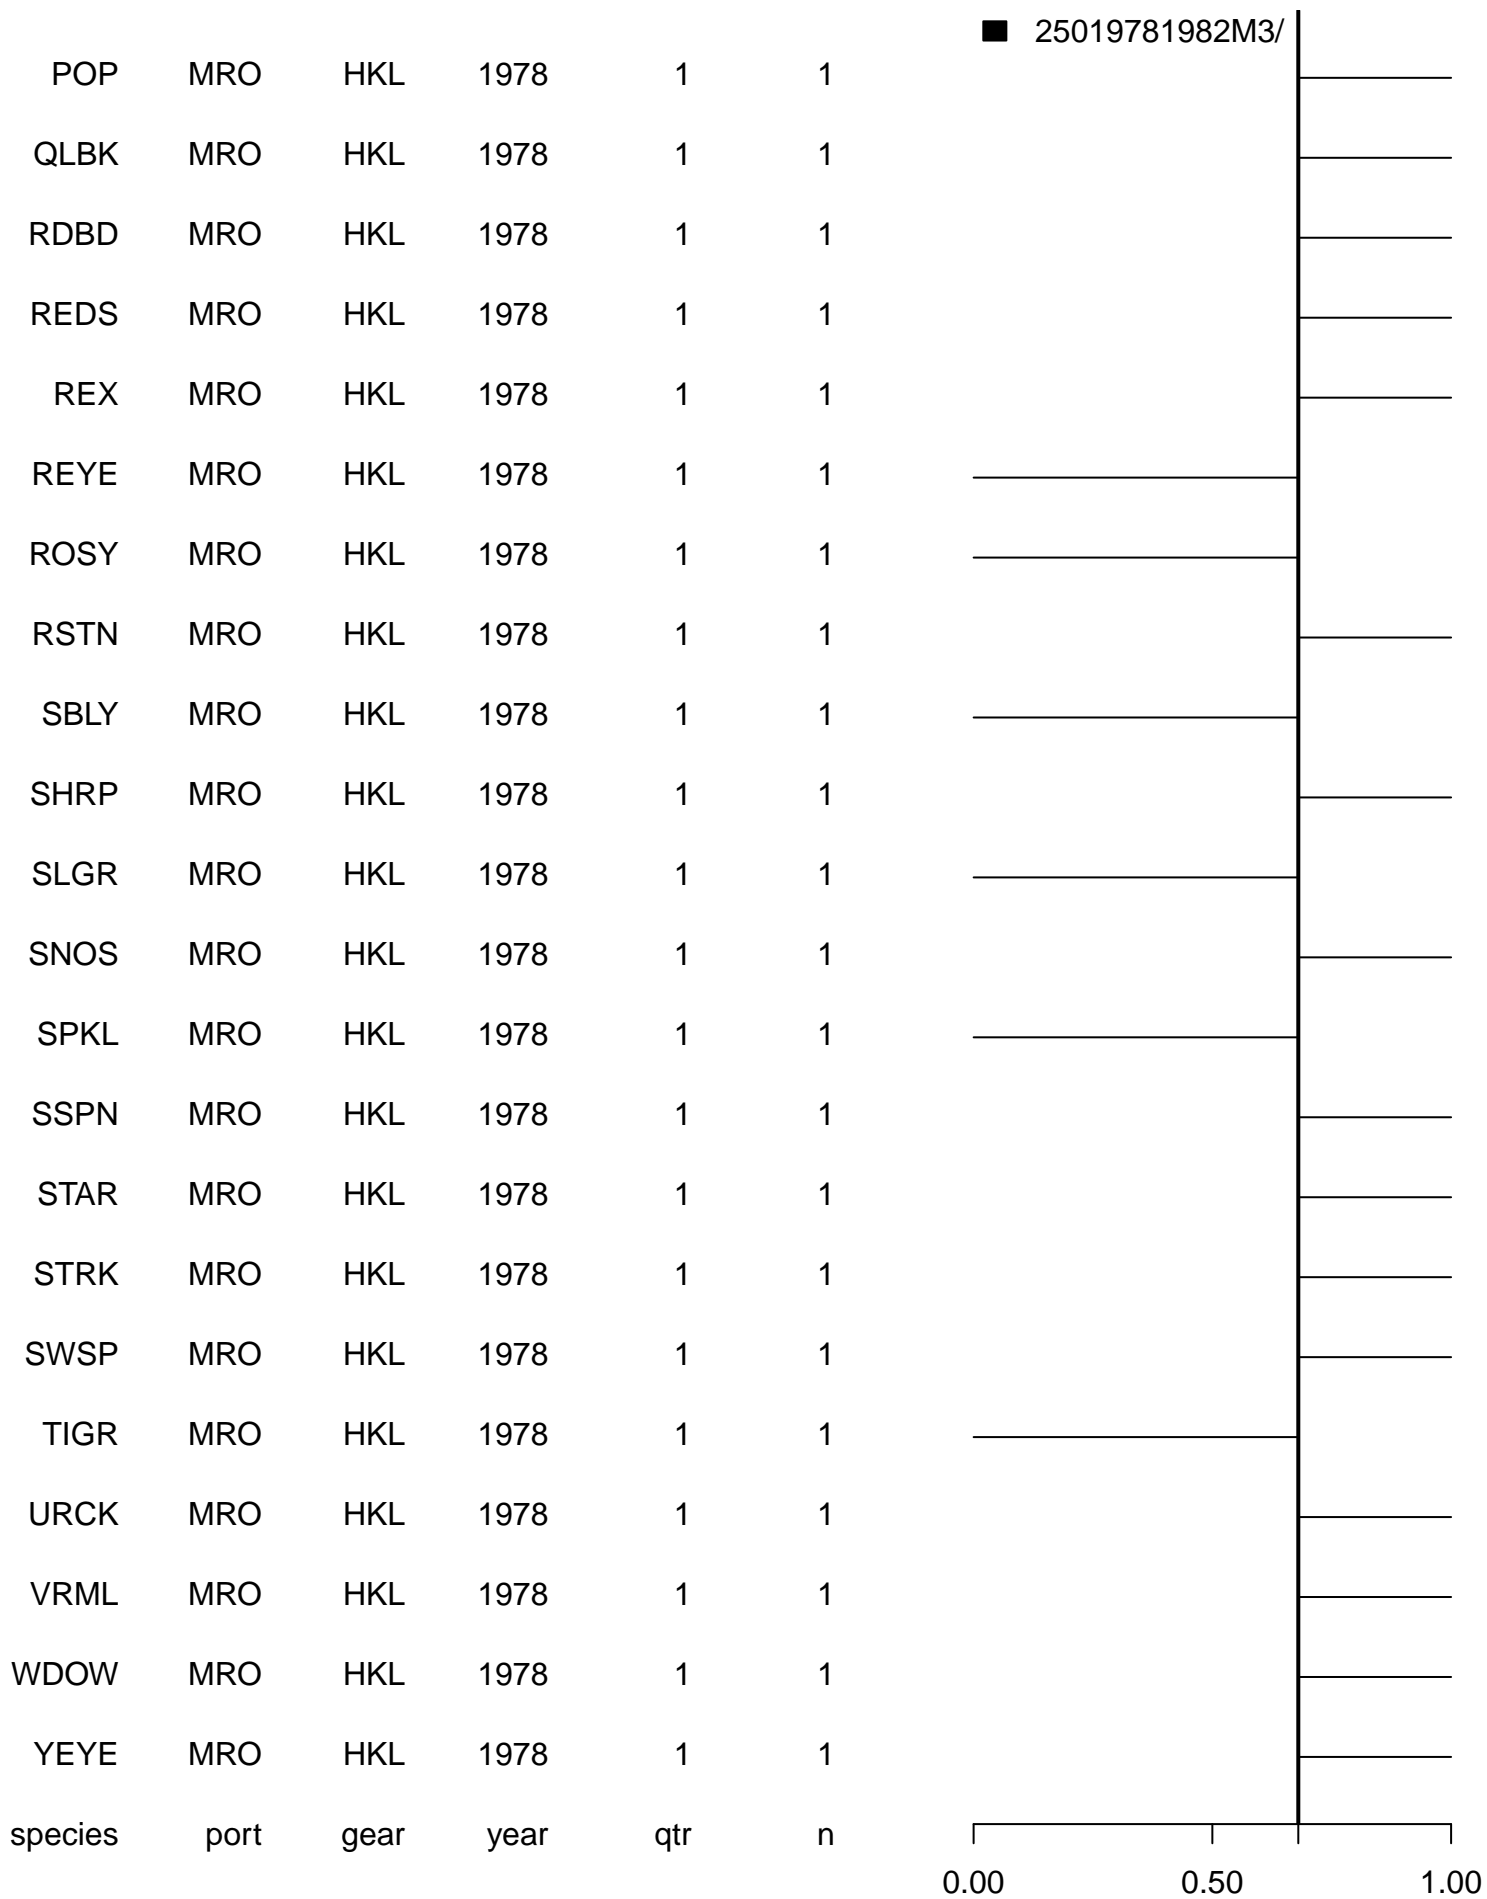 25019781982M3/
POP MRO HKL 1978 1 1
QLBK MRO HKL 1978 1 1
RDBD MRO HKL 1978 1 1
REDS MRO HKL 1978 1 1
REX MRO HKL 1978 1 1
REYE MRO HKL 1978 1 1
ROSY MRO HKL 1978 1 1
RSTN MRO HKL 1978 1 1
SBLY MRO HKL 1978 1 1
SHRP MRO HKL 1978 1 1
SLGR MRO HKL 1978 1 1
SNOS MRO HKL 1978 1 1
SPKL MRO HKL 1978 1 1
SSPN MRO HKL 1978 1 1
STAR MRO HKL 1978 1 1
STRK MRO HKL 1978 1 1
SWSP MRO HKL 1978 1 1
TIGR MRO HKL 1978 1 1
URCK MRO HKL 1978 1 1
VRML MRO HKL 1978 1 1
WDOW MRO HKL 1978 1 1
YEYE MRO HKL 1978 1 1
species port gear year qtr n
0.00 0.50 1.00